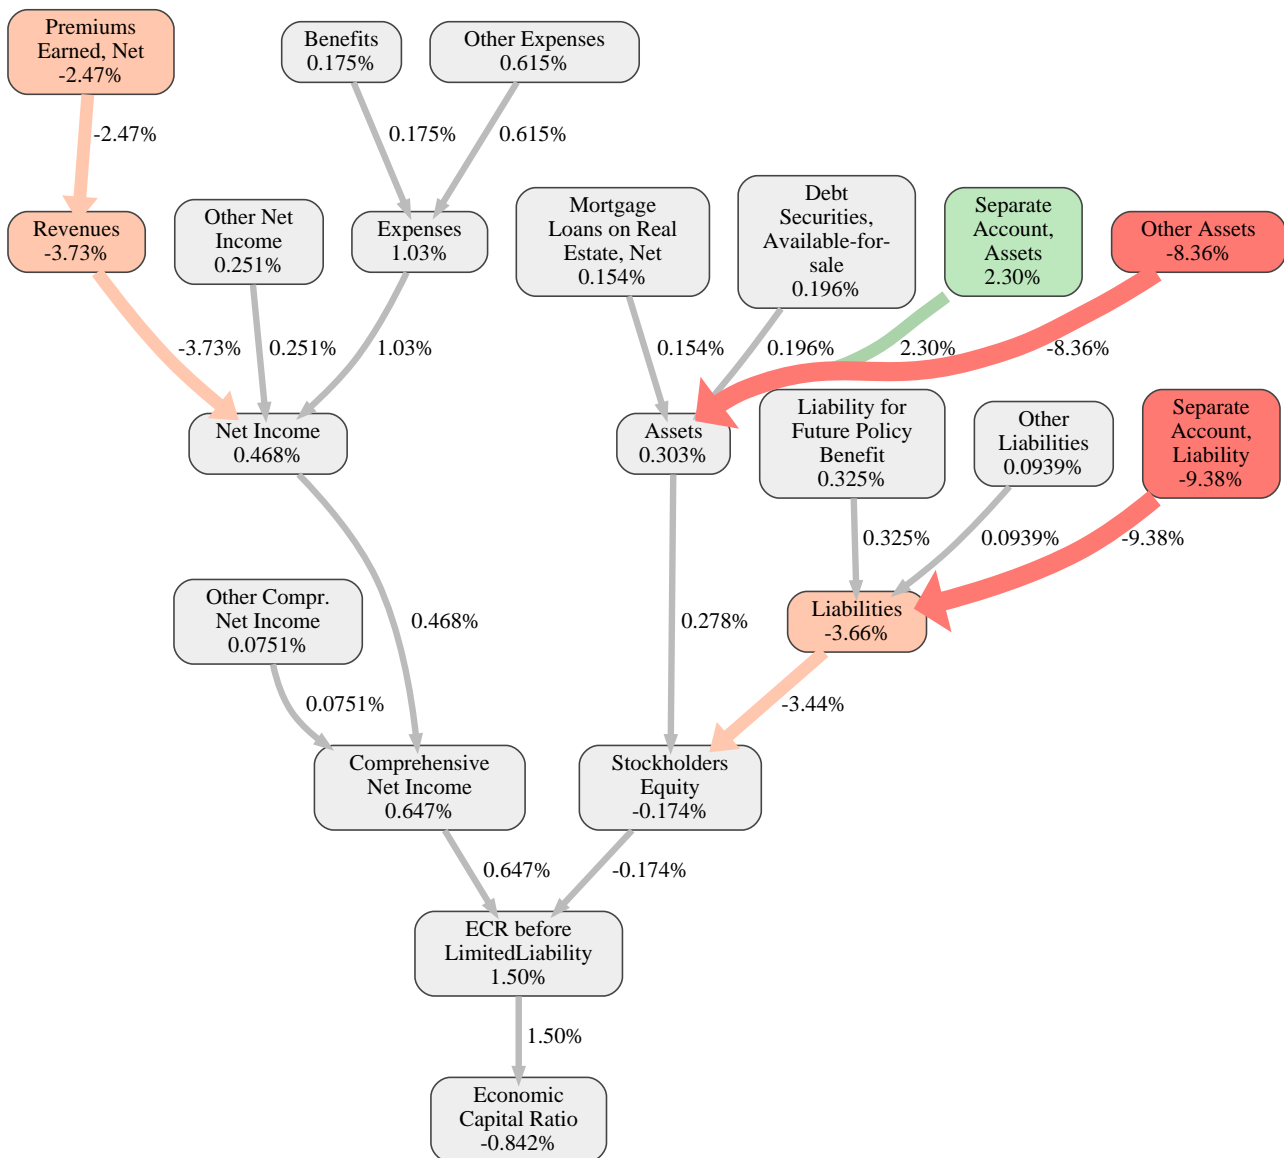 Premiums
Earned, Net
-2.47%
Benefits
0.175%
Other Expenses
0.615%
-2.47%
0.175%
0.615%
Revenues
-3.73%
Other Net
Income
0.251%
Expenses
1.03%
Mortgage
Loans on Real
Estate, Net
0.154%
Debt
Securities,
Available-for-
sale
0.196%
Separate
Account,
Assets
2.30%
Other Assets
-8.36%
-3.73%
0.251%
1.03%
0.154%
0.196%
2.30%
-8.36%
Net Income
0.468%
Assets
0.303%
Liability for
Future Policy
Benefit
0.325%
Other
Liabilities
0.0939%
Separate
Account,
Liability
-9.38%
0.325%
0.0939%
-9.38%
Other Compr.
Net Income
0.0751%
0.468%
0.278%
Liabilities
-3.66%
0.0751%
-3.44%
Comprehensive
Net Income
0.647%
Stockholders
Equity
-0.174%
0.647%
-0.174%
ECR before
LimitedLiability
1.50%
1.50%
Economic
Capital Ratio
-0.842%